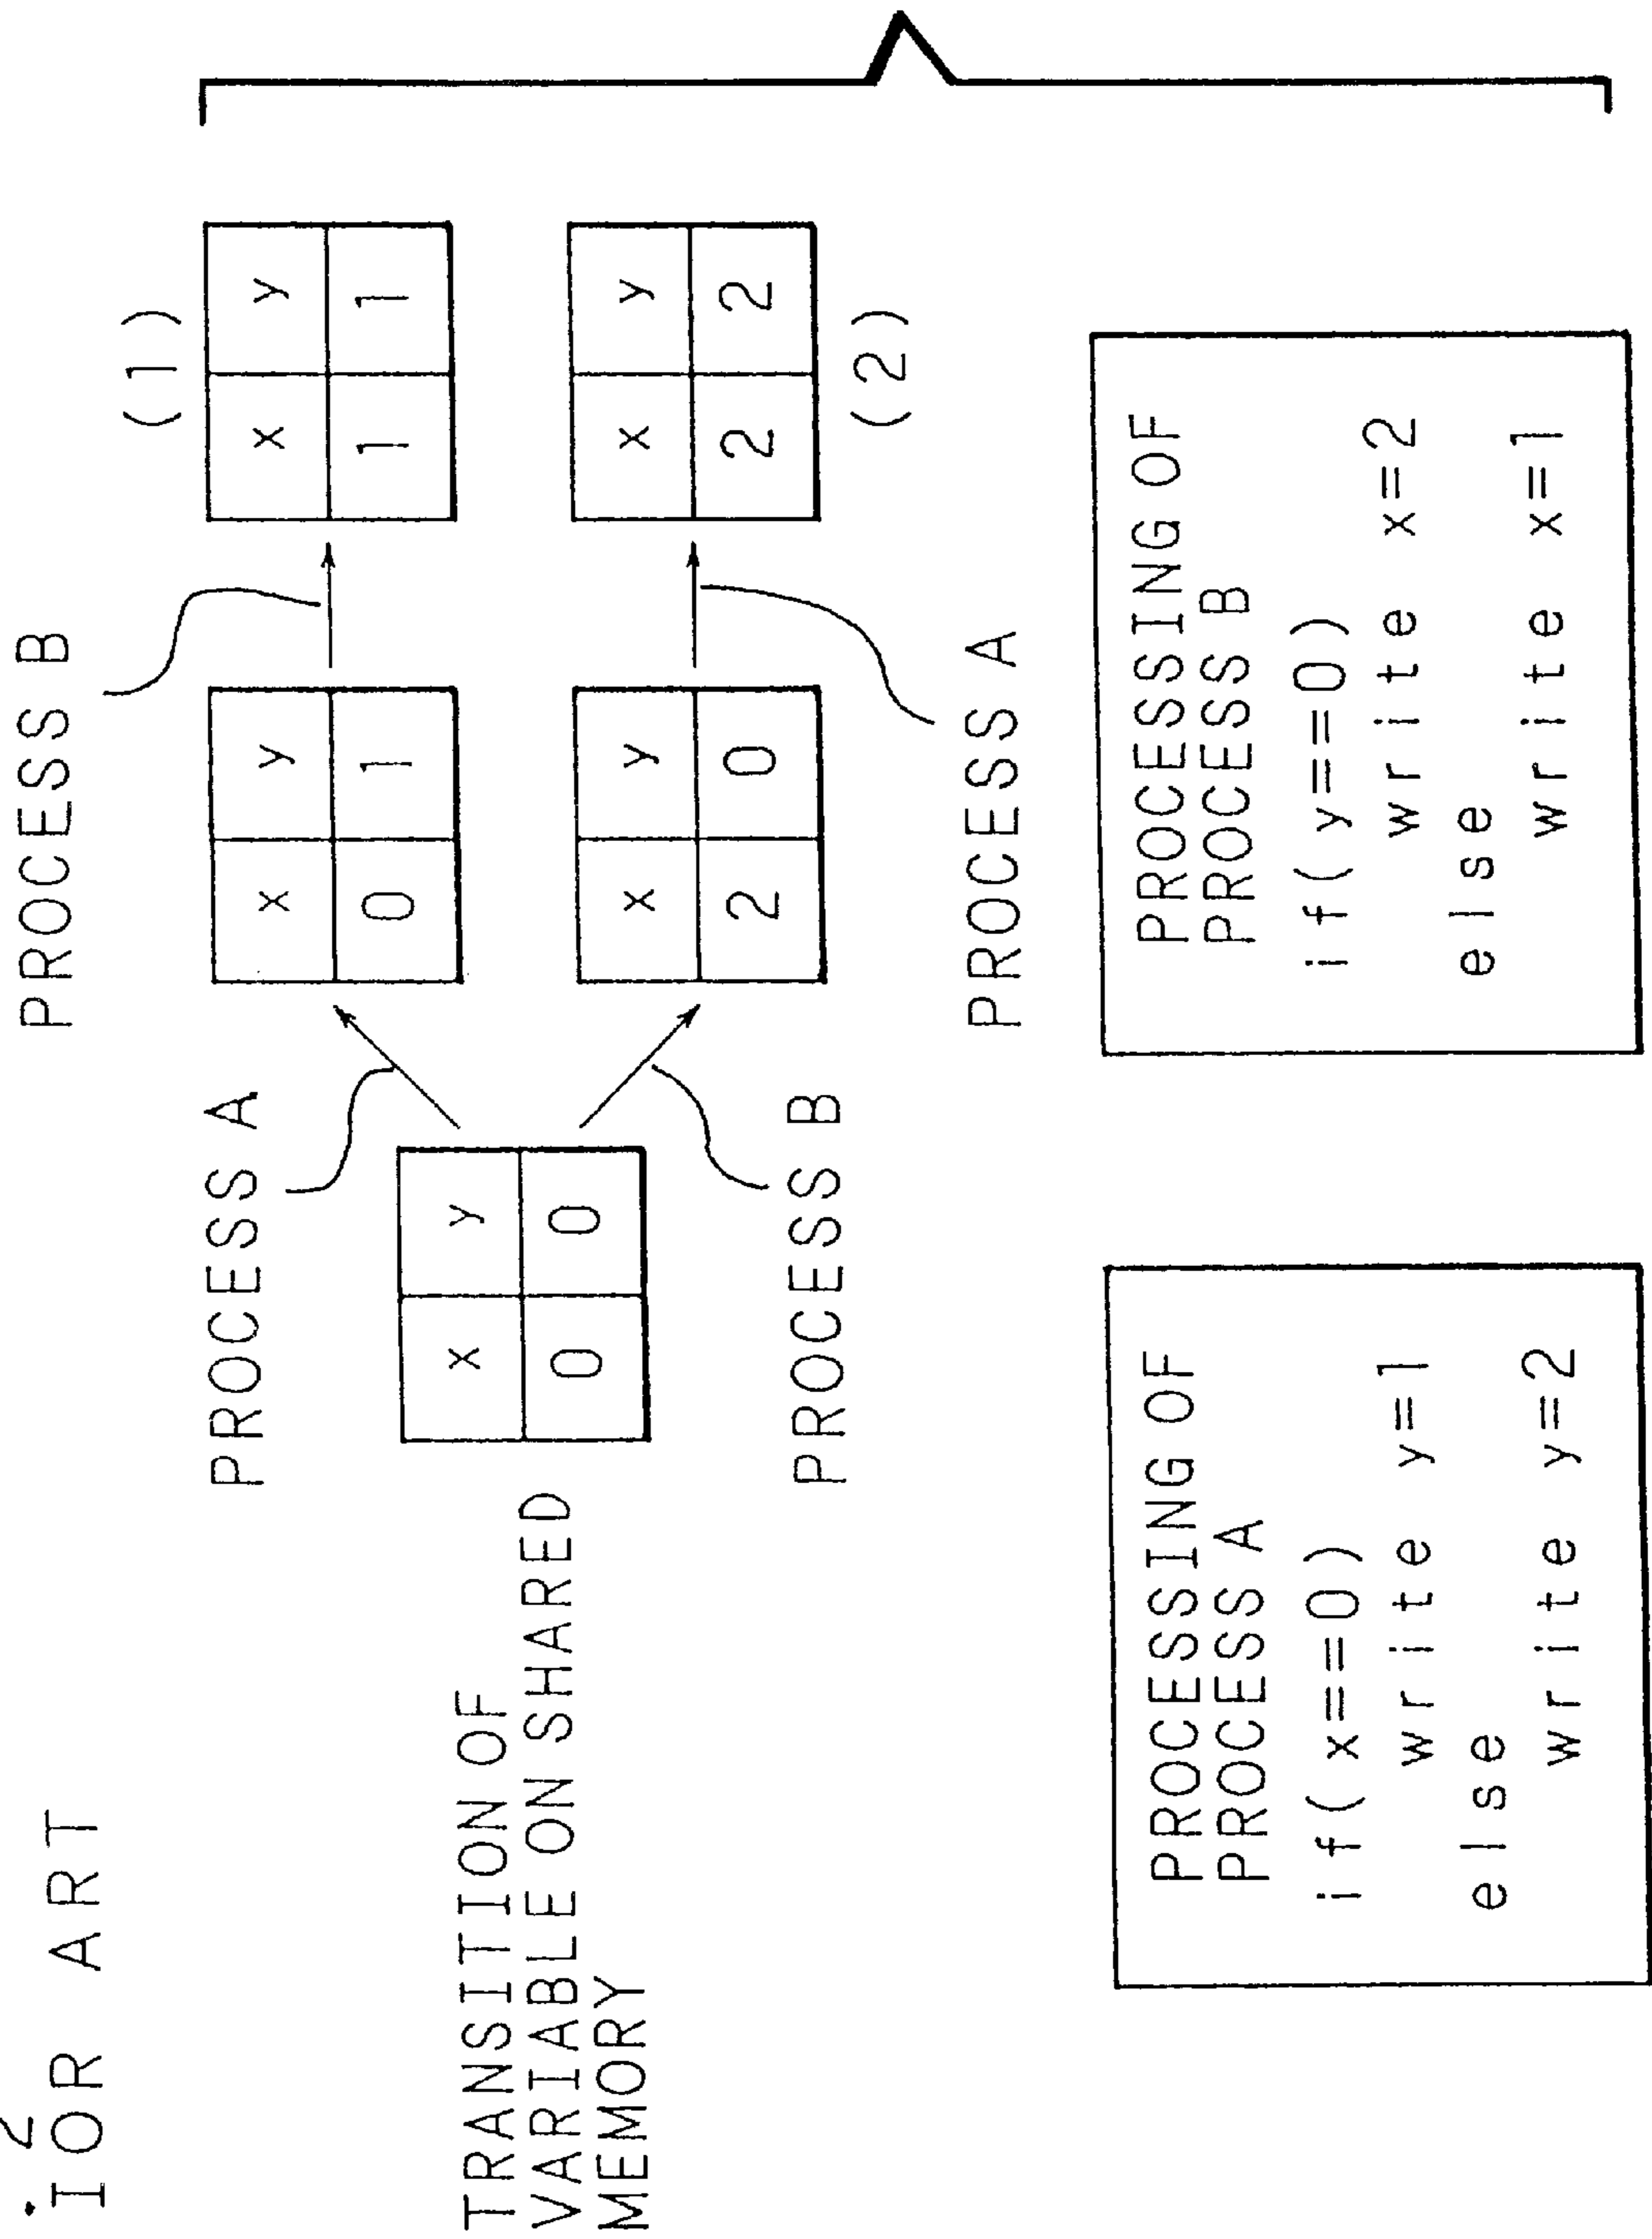 . 2
IOR ART
TRANSITION OF
VARIABLE ON SHARED
MEMORY
PROCESS A
PROCESS B
x y
0 0
PROCESS B
x y
0 1
(1)
x y
1 1
x y
2 0
PROCESS A
x y
2 2
(2)
PROCESSING OF
PROCESS A
if(x==0)
write y=1
else
write y=2
PROCESSING OF
PROCESS B
if(y==0)
write x=2
else
write x=1